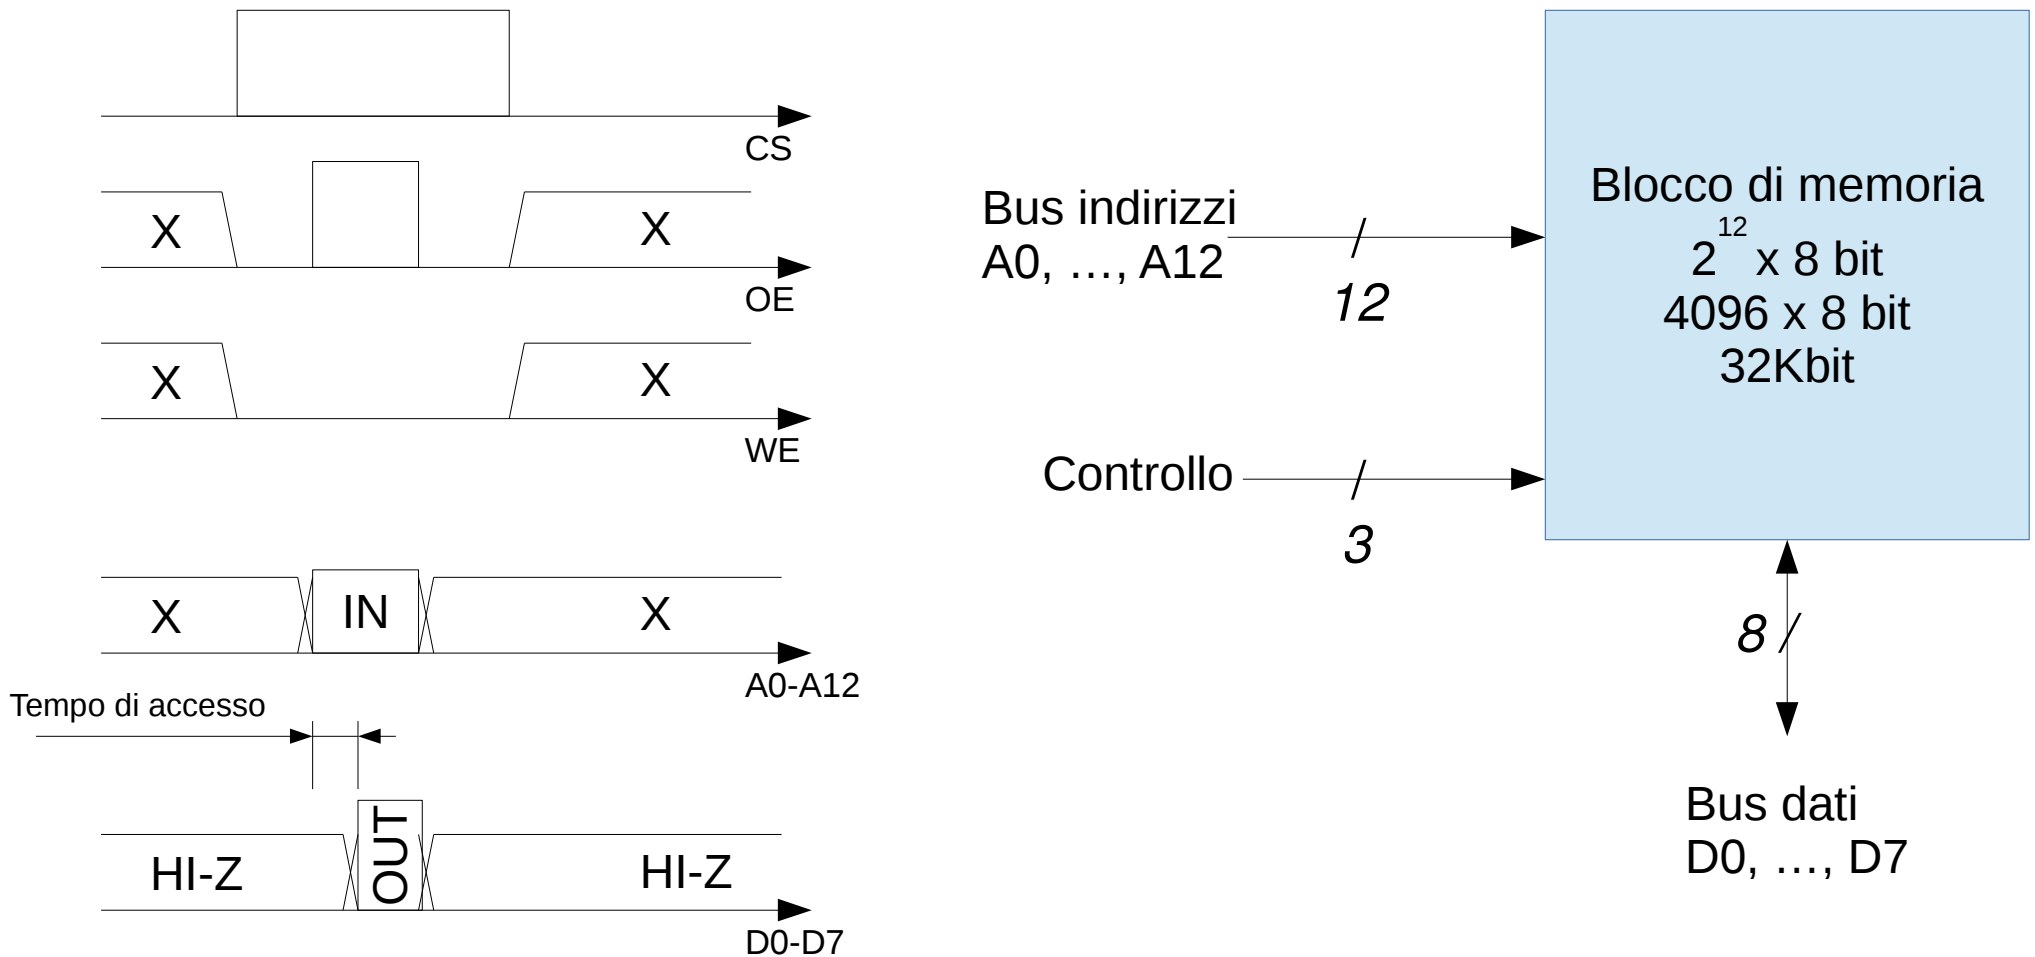 CS
X
X
OE
X
X
WE
X
IN
X
A0-A12
Tempo di accesso
HI-Z
OUT
HI-Z
D0-D7
Bus indirizzi
A0, ..., A12
12
Controllo
3
Blocco di memoria
2^12 x 8 bit
4096 x 8 bit
32Kbit
8
Bus dati
D0, ..., D7